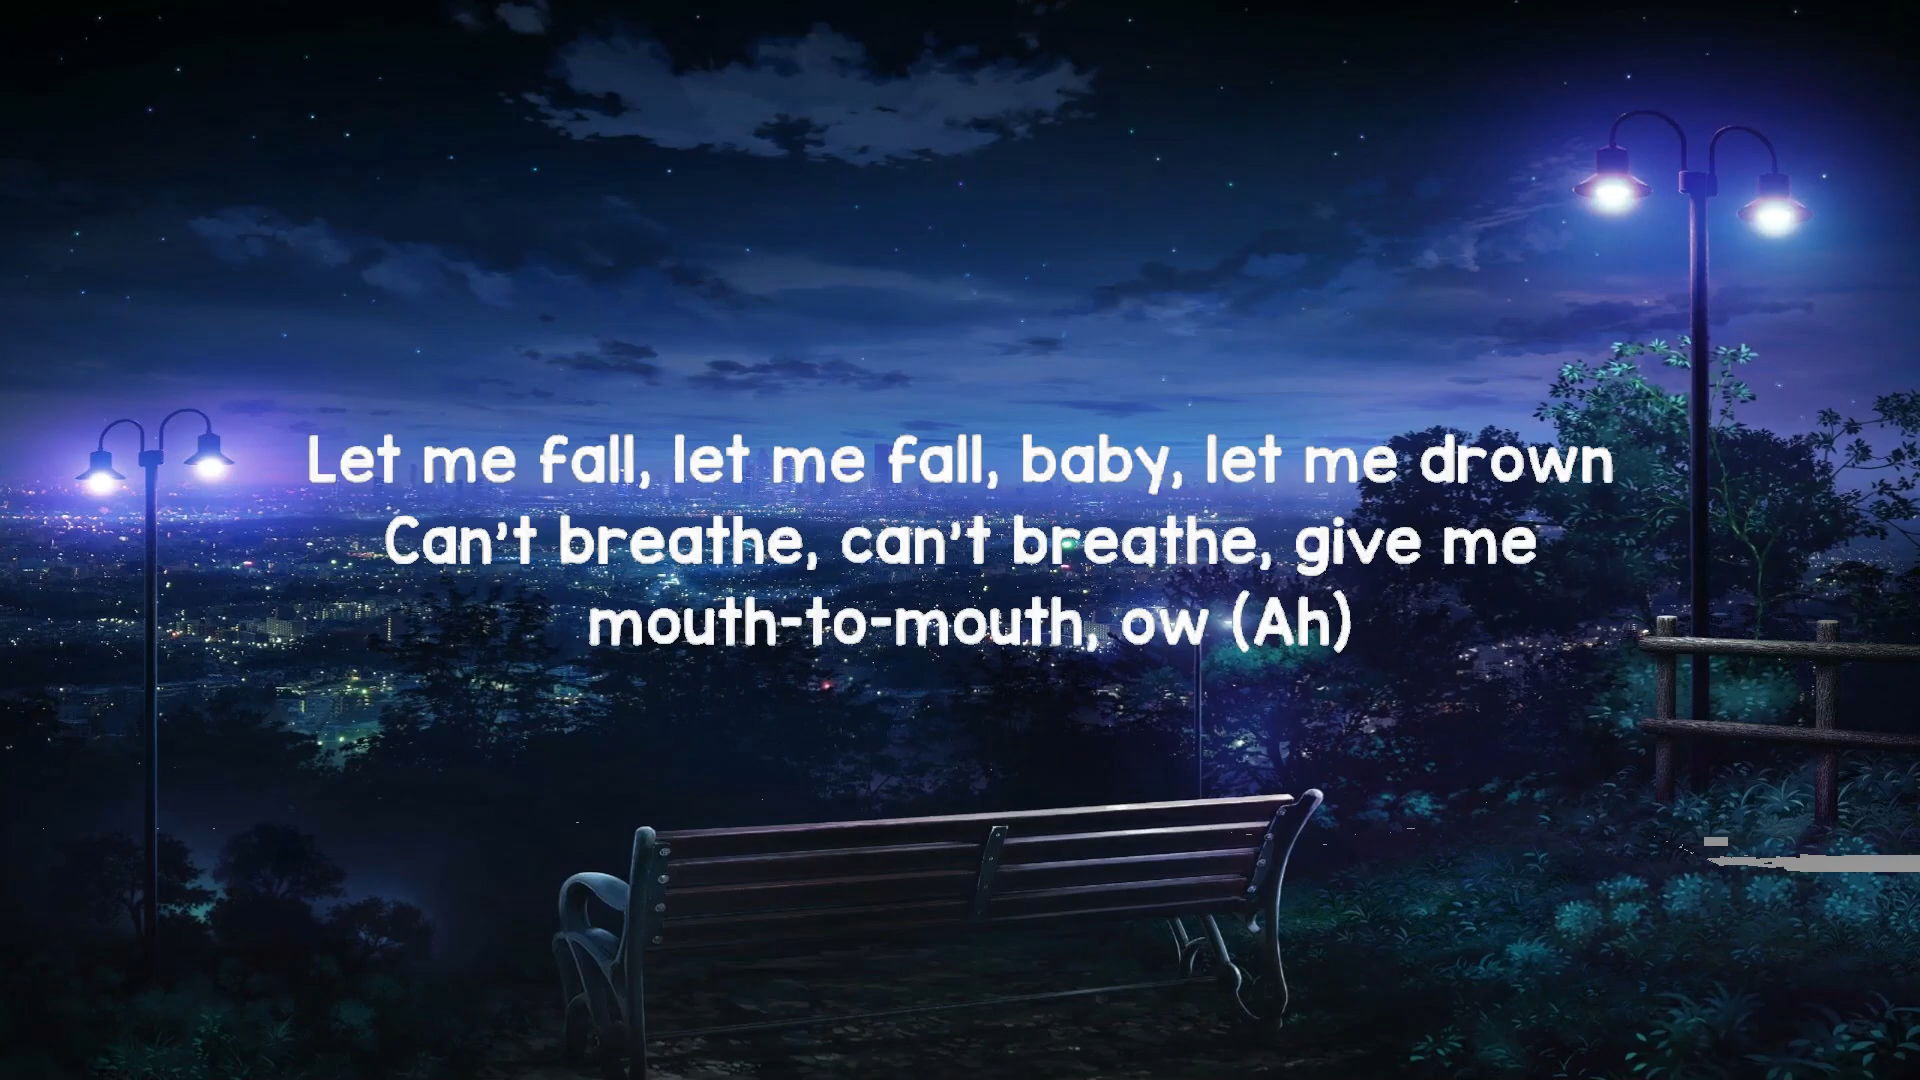 Let me fall, let me fall, baby, let me drown
Can't breathe, can't breathe, give me
mouth-to-mouth, ow (Ah)